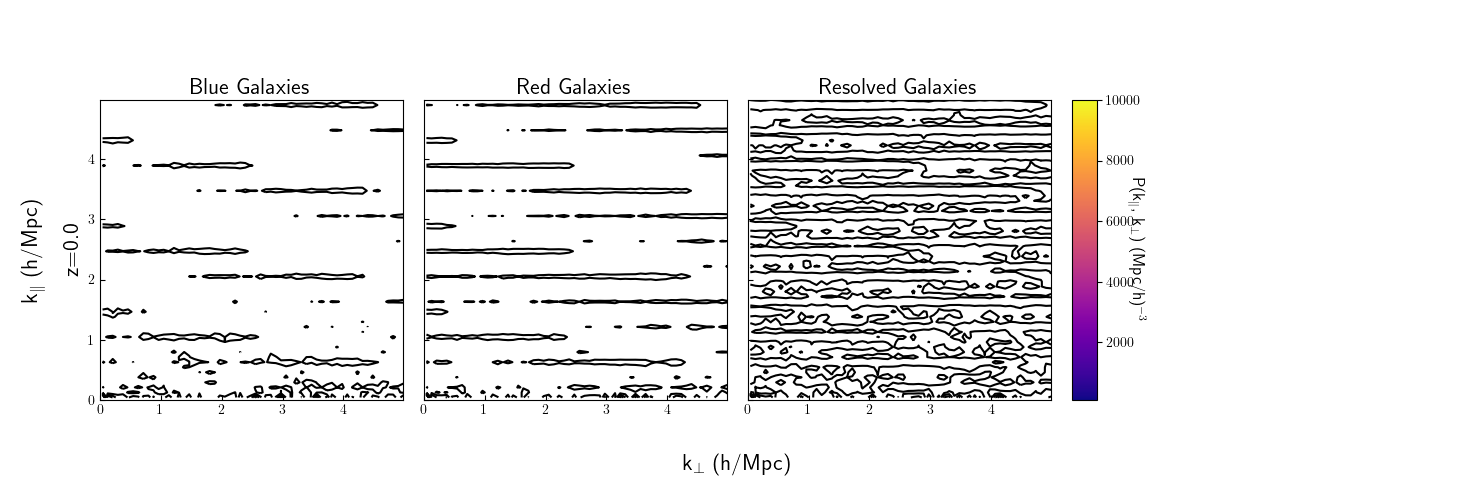 Blue Galaxies
Red Galaxies
Resolved Galaxies
k∥ (h/Mpc)
z=0.0
4
3
2
1
0
0 1 2 3 4
0 1 2 3 4
0 1 2 3 4
k⊥ (h/Mpc)
10000
8000
6000
4000
2000
P(k∥, k⊥) (Mpc/h)⁻³